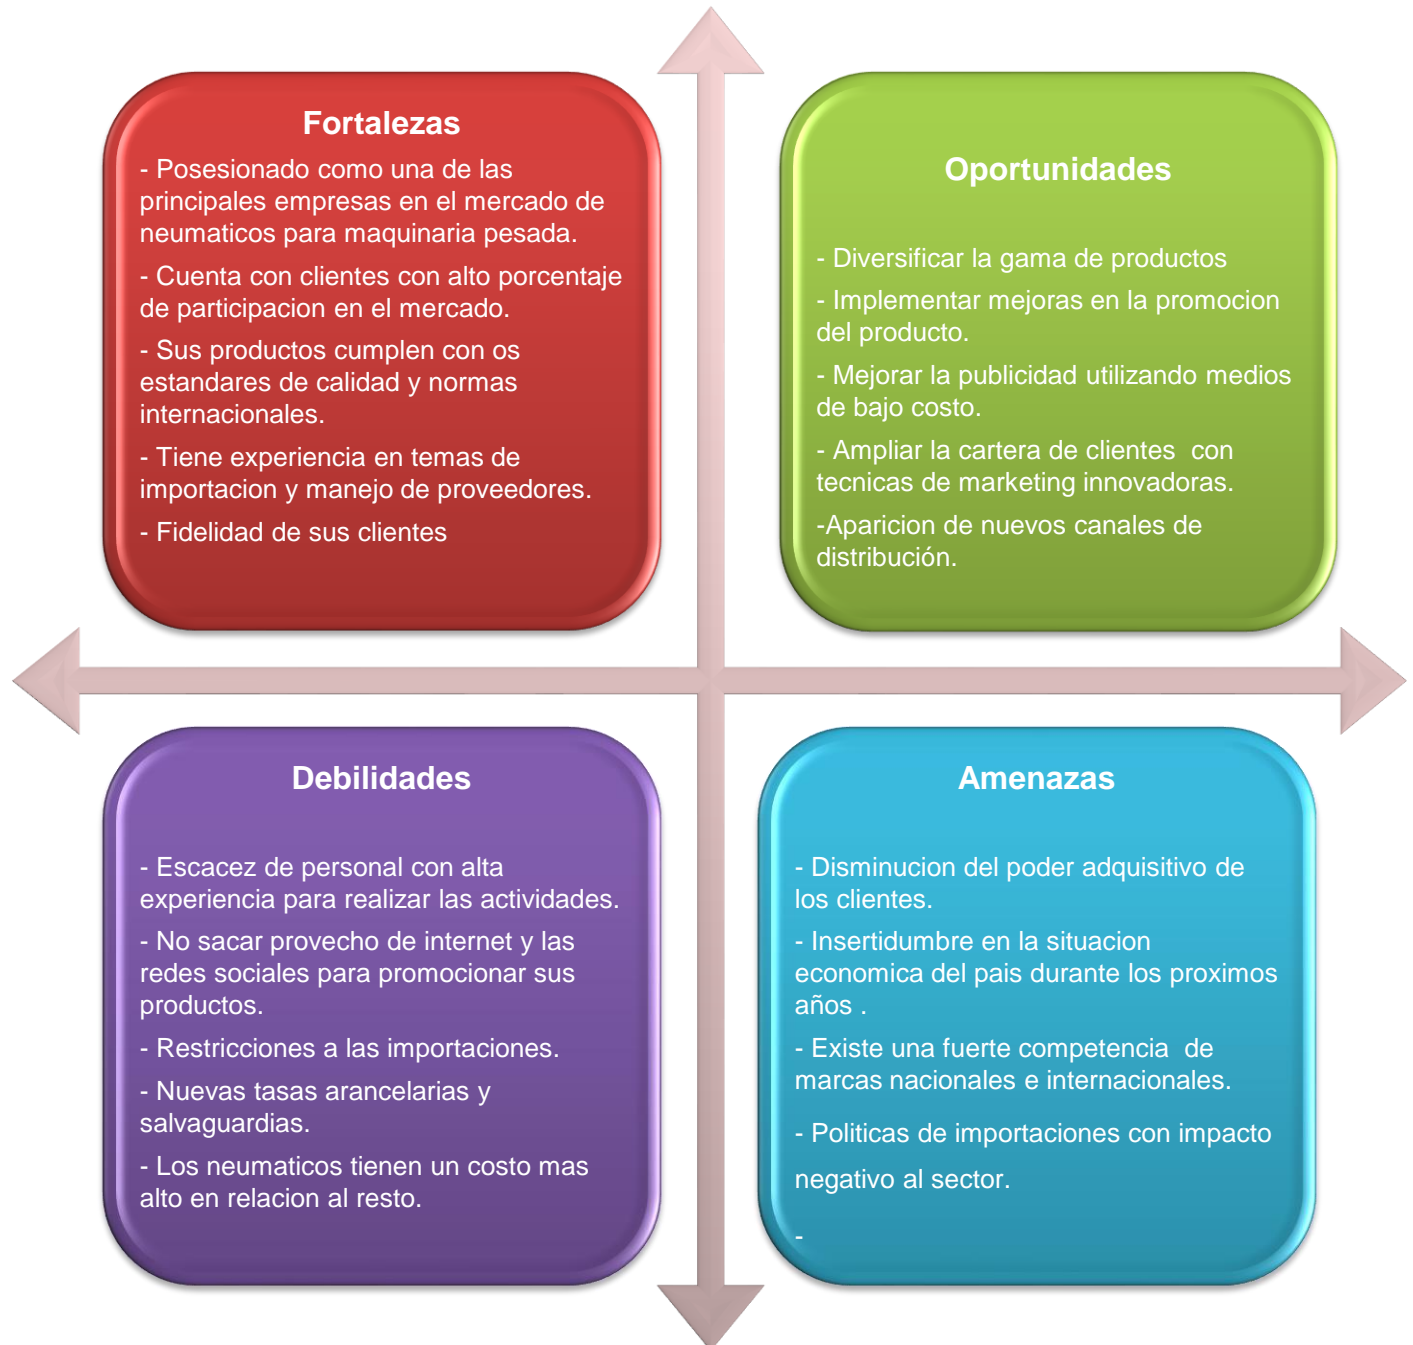 Fortalezas
- Posesionado como una de las
principales empresas en el mercado de
neumaticos para maquinaria pesada.
- Cuenta con clientes con alto porcentaje
de participacion en el mercado.
- Sus productos cumplen con os
estandares de calidad y normas
internacionales.
- Tiene experiencia en temas de
importacion y manejo de proveedores.
- Fidelidad de sus clientes
Oportunidades
- Diversificar la gama de productos
- Implementar mejoras en la promocion
del producto.
- Mejorar la publicidad utilizando medios
de bajo costo.
- Ampliar la cartera de clientes  con
tecnicas de marketing innovadoras.
-Aparicion de nuevos canales de
distribución.
Debilidades
- Escacez de personal con alta
experiencia para realizar las actividades.
- No sacar provecho de internet y las
redes sociales para promocionar sus
productos.
- Restricciones a las importaciones.
- Nuevas tasas arancelarias y
salvaguardias.
- Los neumaticos tienen un costo mas
alto en relacion al resto.
Amenazas
- Disminucion del poder adquisitivo de
los clientes.
- Insertidumbre en la situacion
economica del pais durante los proximos
años .
- Existe una fuerte competencia  de
marcas nacionales e internacionales.
- Politicas de importaciones con impacto
negativo al sector.
-